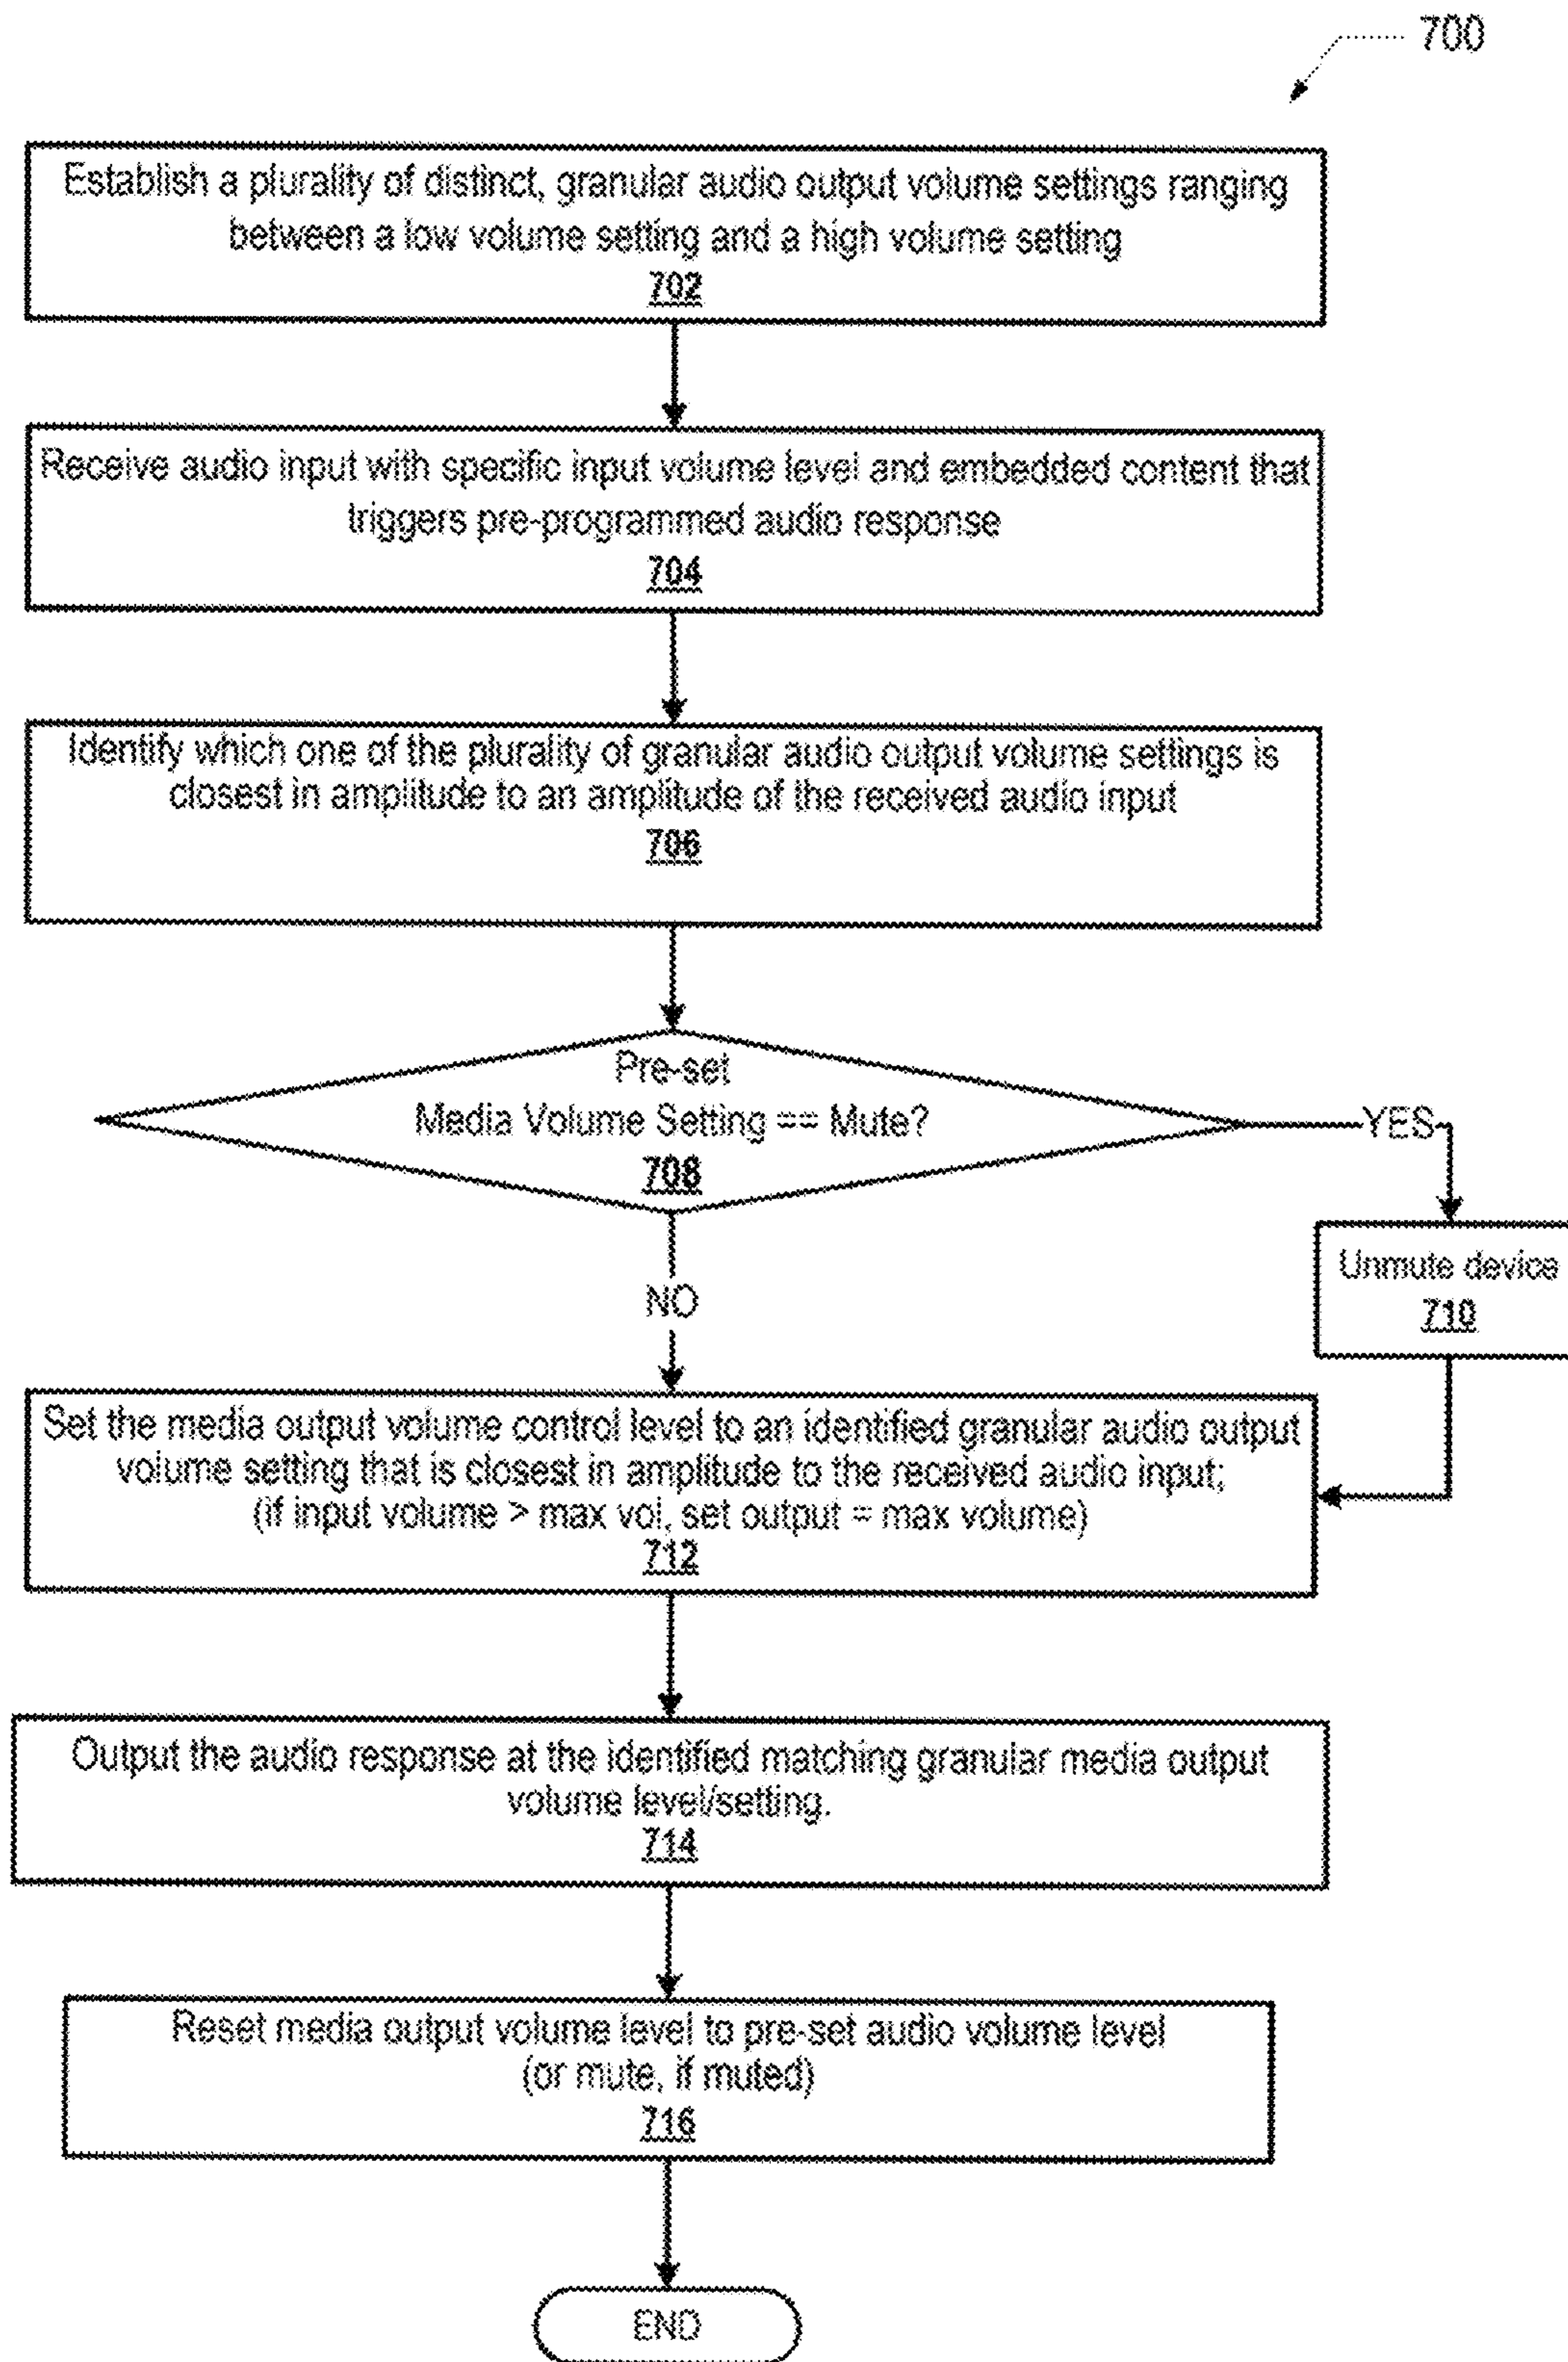 700
Establish a plurality of distinct, granular audio output volume settings ranging
between a low volume setting and a high volume setting
702
Receive audio input with specific input volume level and embedded content that
triggers pre-programmed audio response
704
Identify which one of the plurality of granular audio output volume settings is
closest in amplitude to an amplitude of the received audio input
706
Pre-set
Media Volume Setting == Mute?
708
YES
Unmute device
710
NO
Set the media output volume control level to an identified granular audio output
volume setting that is closest in amplitude to the received audio input;
(if input volume > max vol, set output = max volume)
712
Output the audio response at the identified matching granular media output
volume level/setting.
714
Reset media output volume level to pre-set audio volume level
(or mute, if muted)
716
END